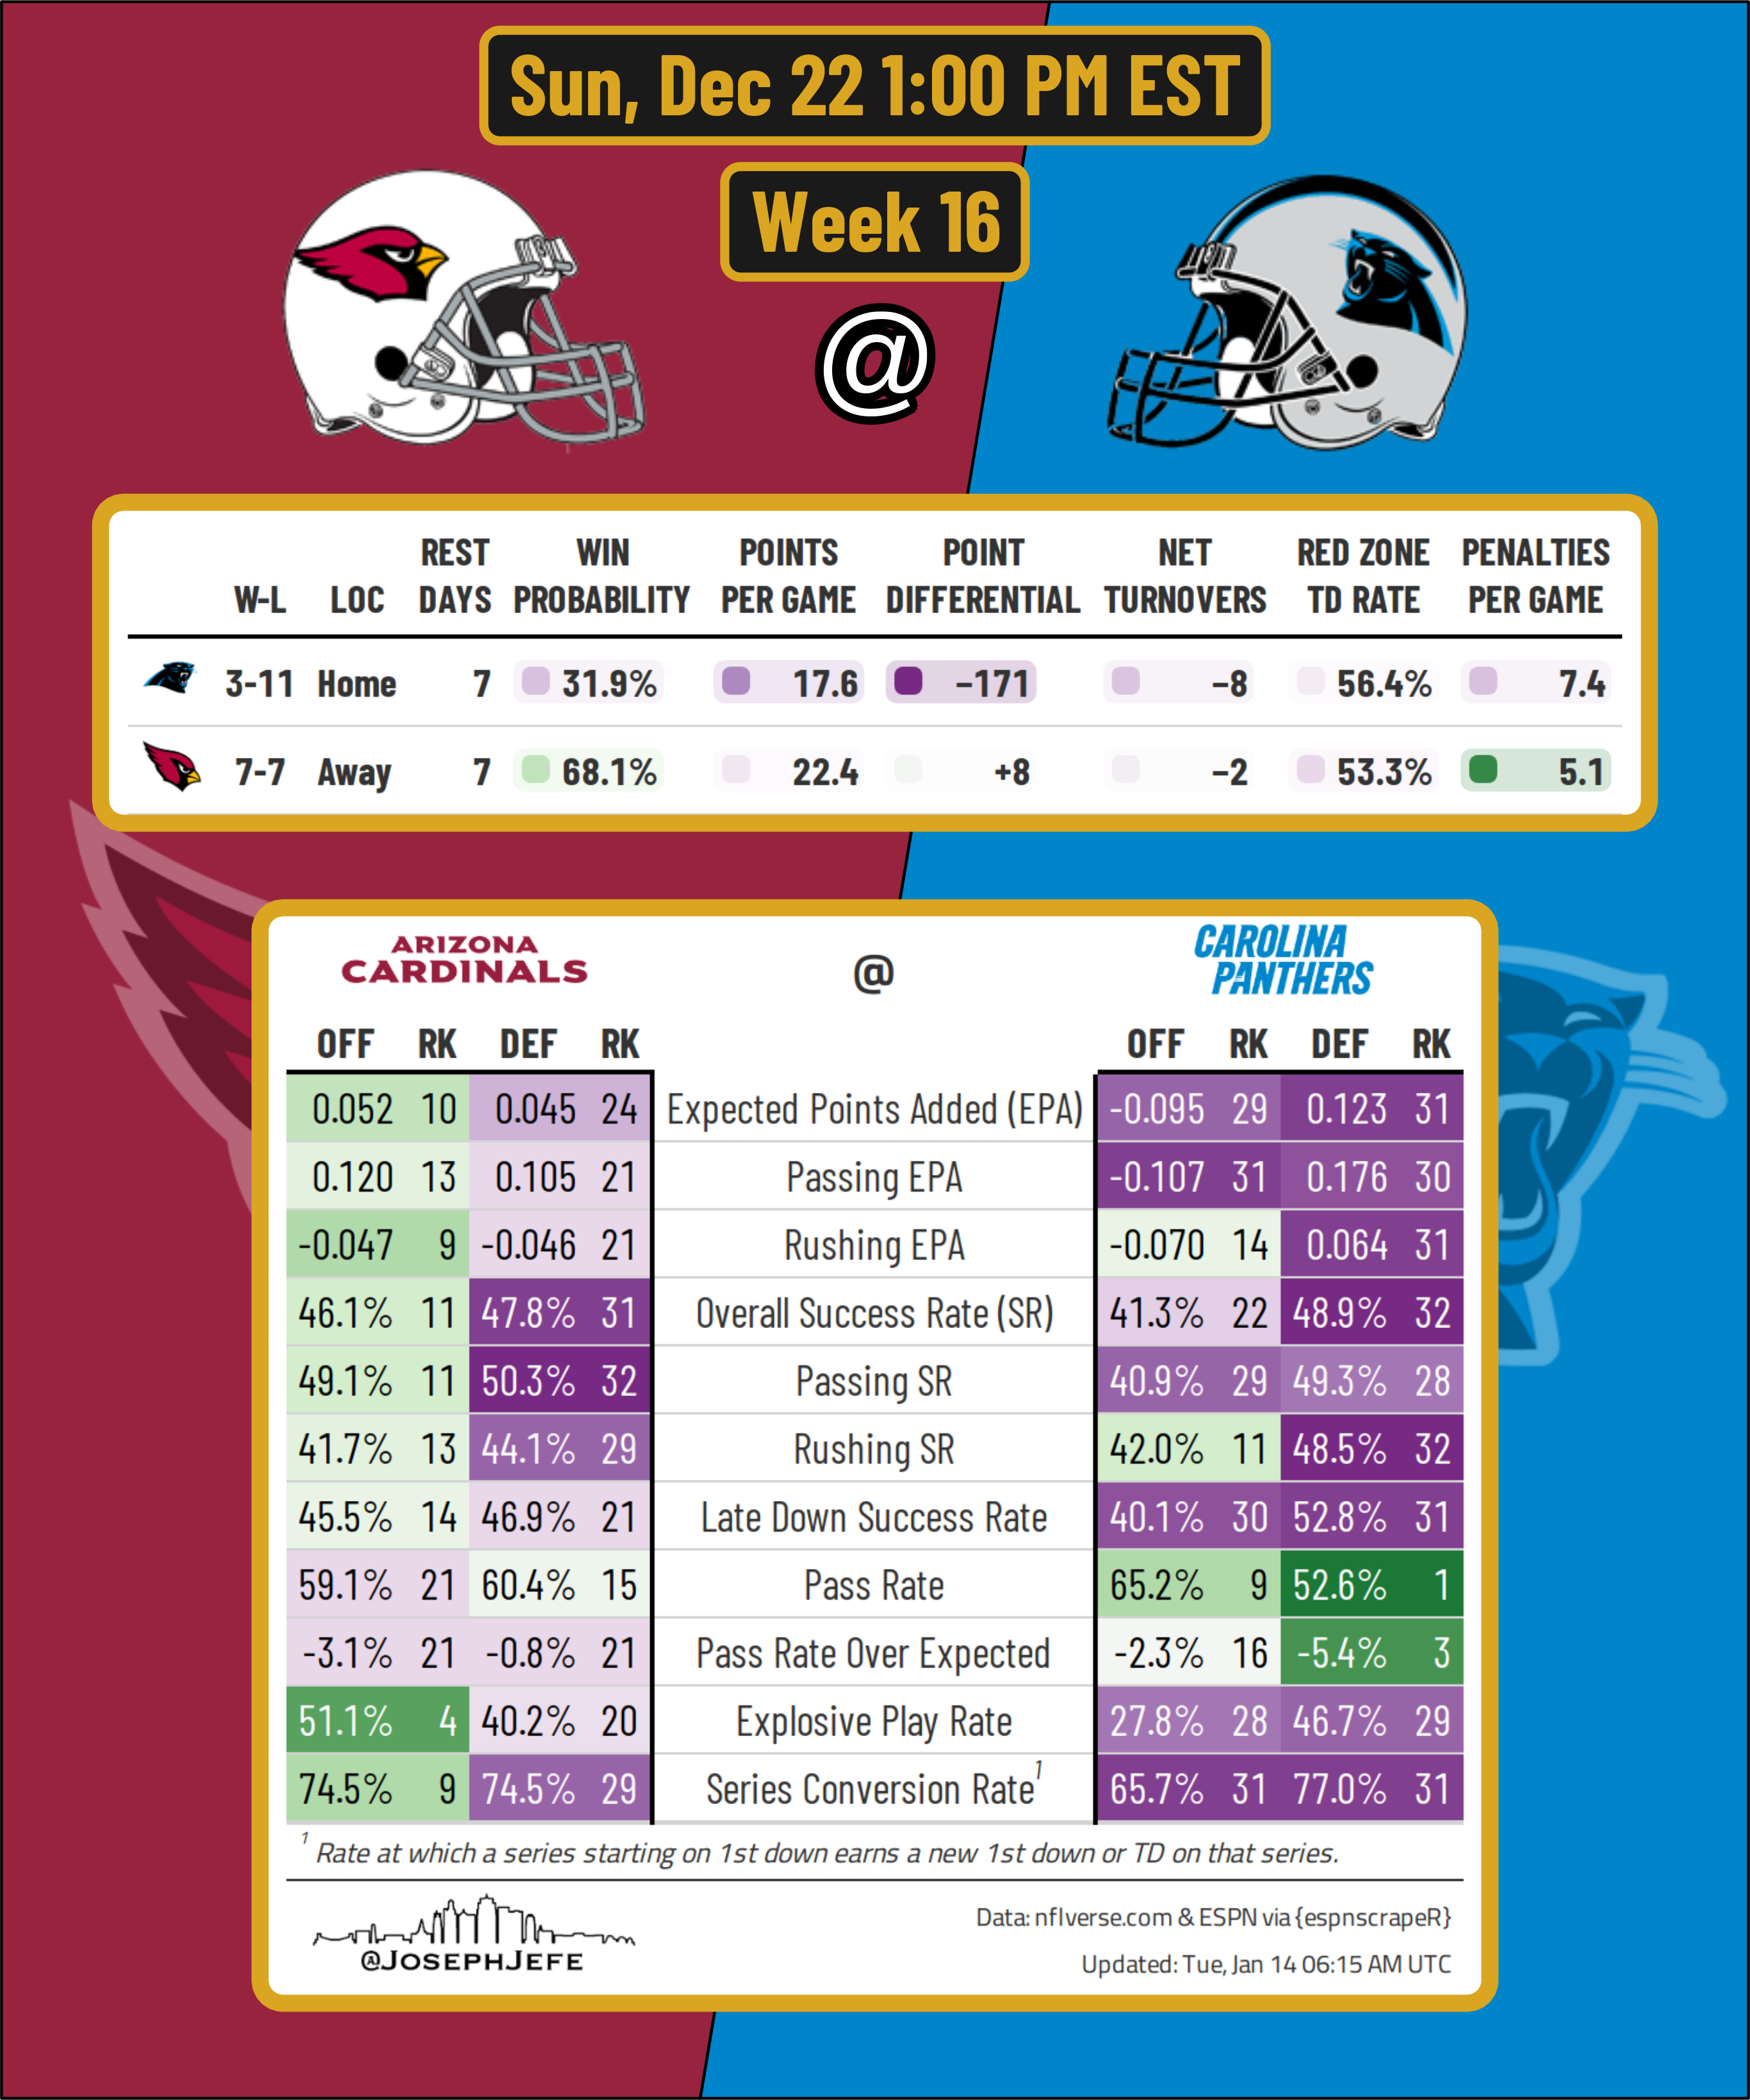 Sun, Dec 22 1:00 PM EST
Week 16
@
W-L LOC REST DAYS WIN PROBABILITY POINTS PER GAME POINT DIFFERENTIAL NET TURNOVERS RED ZONE TD RATE PENALTIES PER GAME
3-11 Home 7 31.9% 17.6 −171 −8 56.4% 7.4
7-7 Away 7 68.1% 22.4 +8 −2 53.3% 5.1
ARIZONA CARDINALS @ CAROLINA PANTHERS
OFF RK DEF RK OFF RK DEF RK
0.052 10 0.045 24 Expected Points Added (EPA) -0.095 29 0.123 31
0.120 13 0.105 21 Passing EPA -0.107 31 0.176 30
-0.047 9 -0.046 21 Rushing EPA -0.070 14 0.064 31
46.1% 11 47.8% 31 Overall Success Rate (SR) 41.3% 22 48.9% 32
49.1% 11 50.3% 32 Passing SR 40.9% 29 49.3% 28
41.7% 13 44.1% 29 Rushing SR 42.0% 11 48.5% 32
45.5% 14 46.9% 21 Late Down Success Rate 40.1% 30 52.8% 31
59.1% 21 60.4% 15 Pass Rate 65.2% 9 52.6% 1
-3.1% 21 -0.8% 21 Pass Rate Over Expected -2.3% 16 -5.4% 3
51.1% 4 40.2% 20 Explosive Play Rate 27.8% 28 46.7% 29
74.5% 9 74.5% 29 Series Conversion Rate¹ 65.7% 31 77.0% 31
¹ Rate at which a series starting on 1st down earns a new 1st down or TD on that series.
@JOSEPHJEFE
Data: nflverse.com & ESPN via {espnscrapeR}
Updated: Tue, Jan 14 06:15 AM UTC